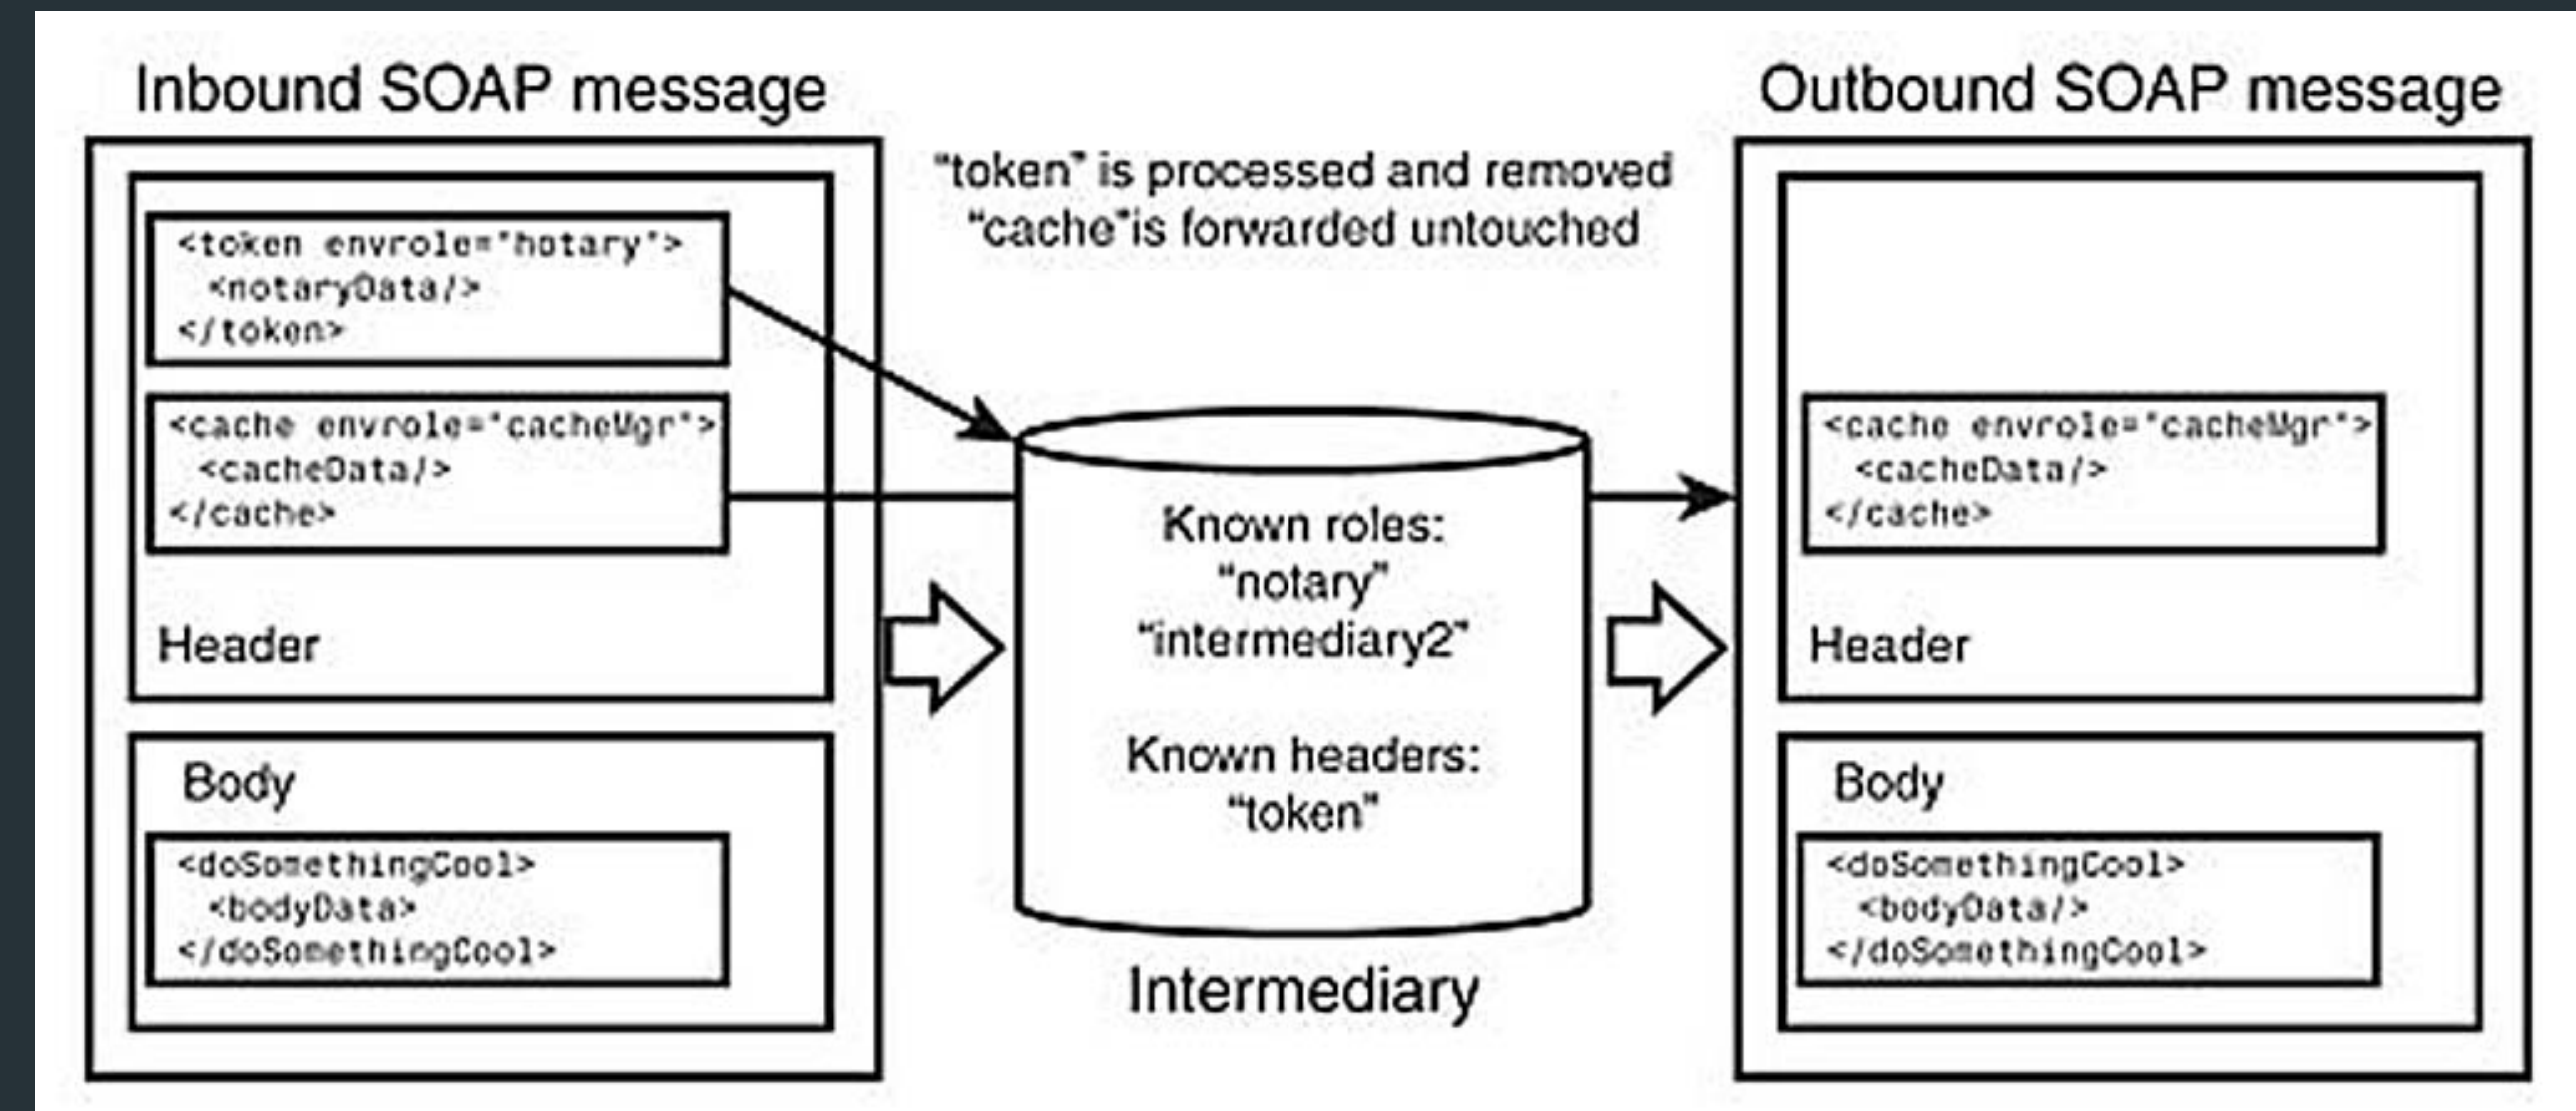 Inbound SOAP message
<token envrole="hotary">
<notaryData/>
</token>
<cache envrole="cacheMgr">
<cacheData/>
</cache>
Header
Body
<doSomethingCool>
<bodyData>
</doSomethingCool>
"token" is processed and removed
"cache"is forwarded untouched
Known roles:
"notary"
"intermediary2"
Known headers:
"token"
Intermediary
Outbound SOAP message
<cache envrole="cacheMgr">
<cacheData/>
</cache>
Header
Body
<doSomethingCool>
<bodyData/>
</doSomethingCool>